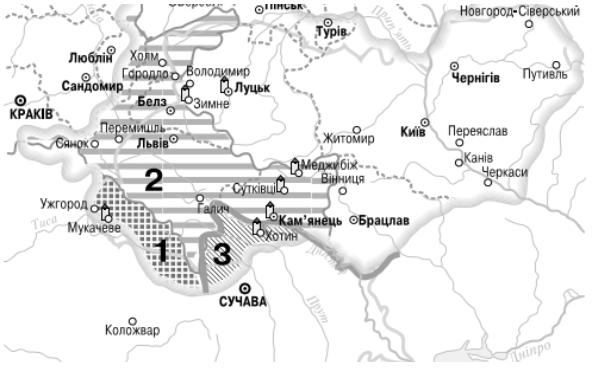 ПІНСЬК
Турів
Новгород-Сіверський
Люблін
Холм
Городло
Володимир
Сандомир
Луцьк
Чернігів
Путивль
Белз
Зимне
КРАКІВ
Перемишль
Сянок
Львів
Житомир
Київ
Переяслав
Канів
Черкаси
Меджибіж
2
Сутківці
Вінниця
Ужгород
Галич
Кам’янець
Брацлав
Тиса
Мукачеве
Хотин
1
3
СУЧАВА
Прут
Коложвар
Дніпро